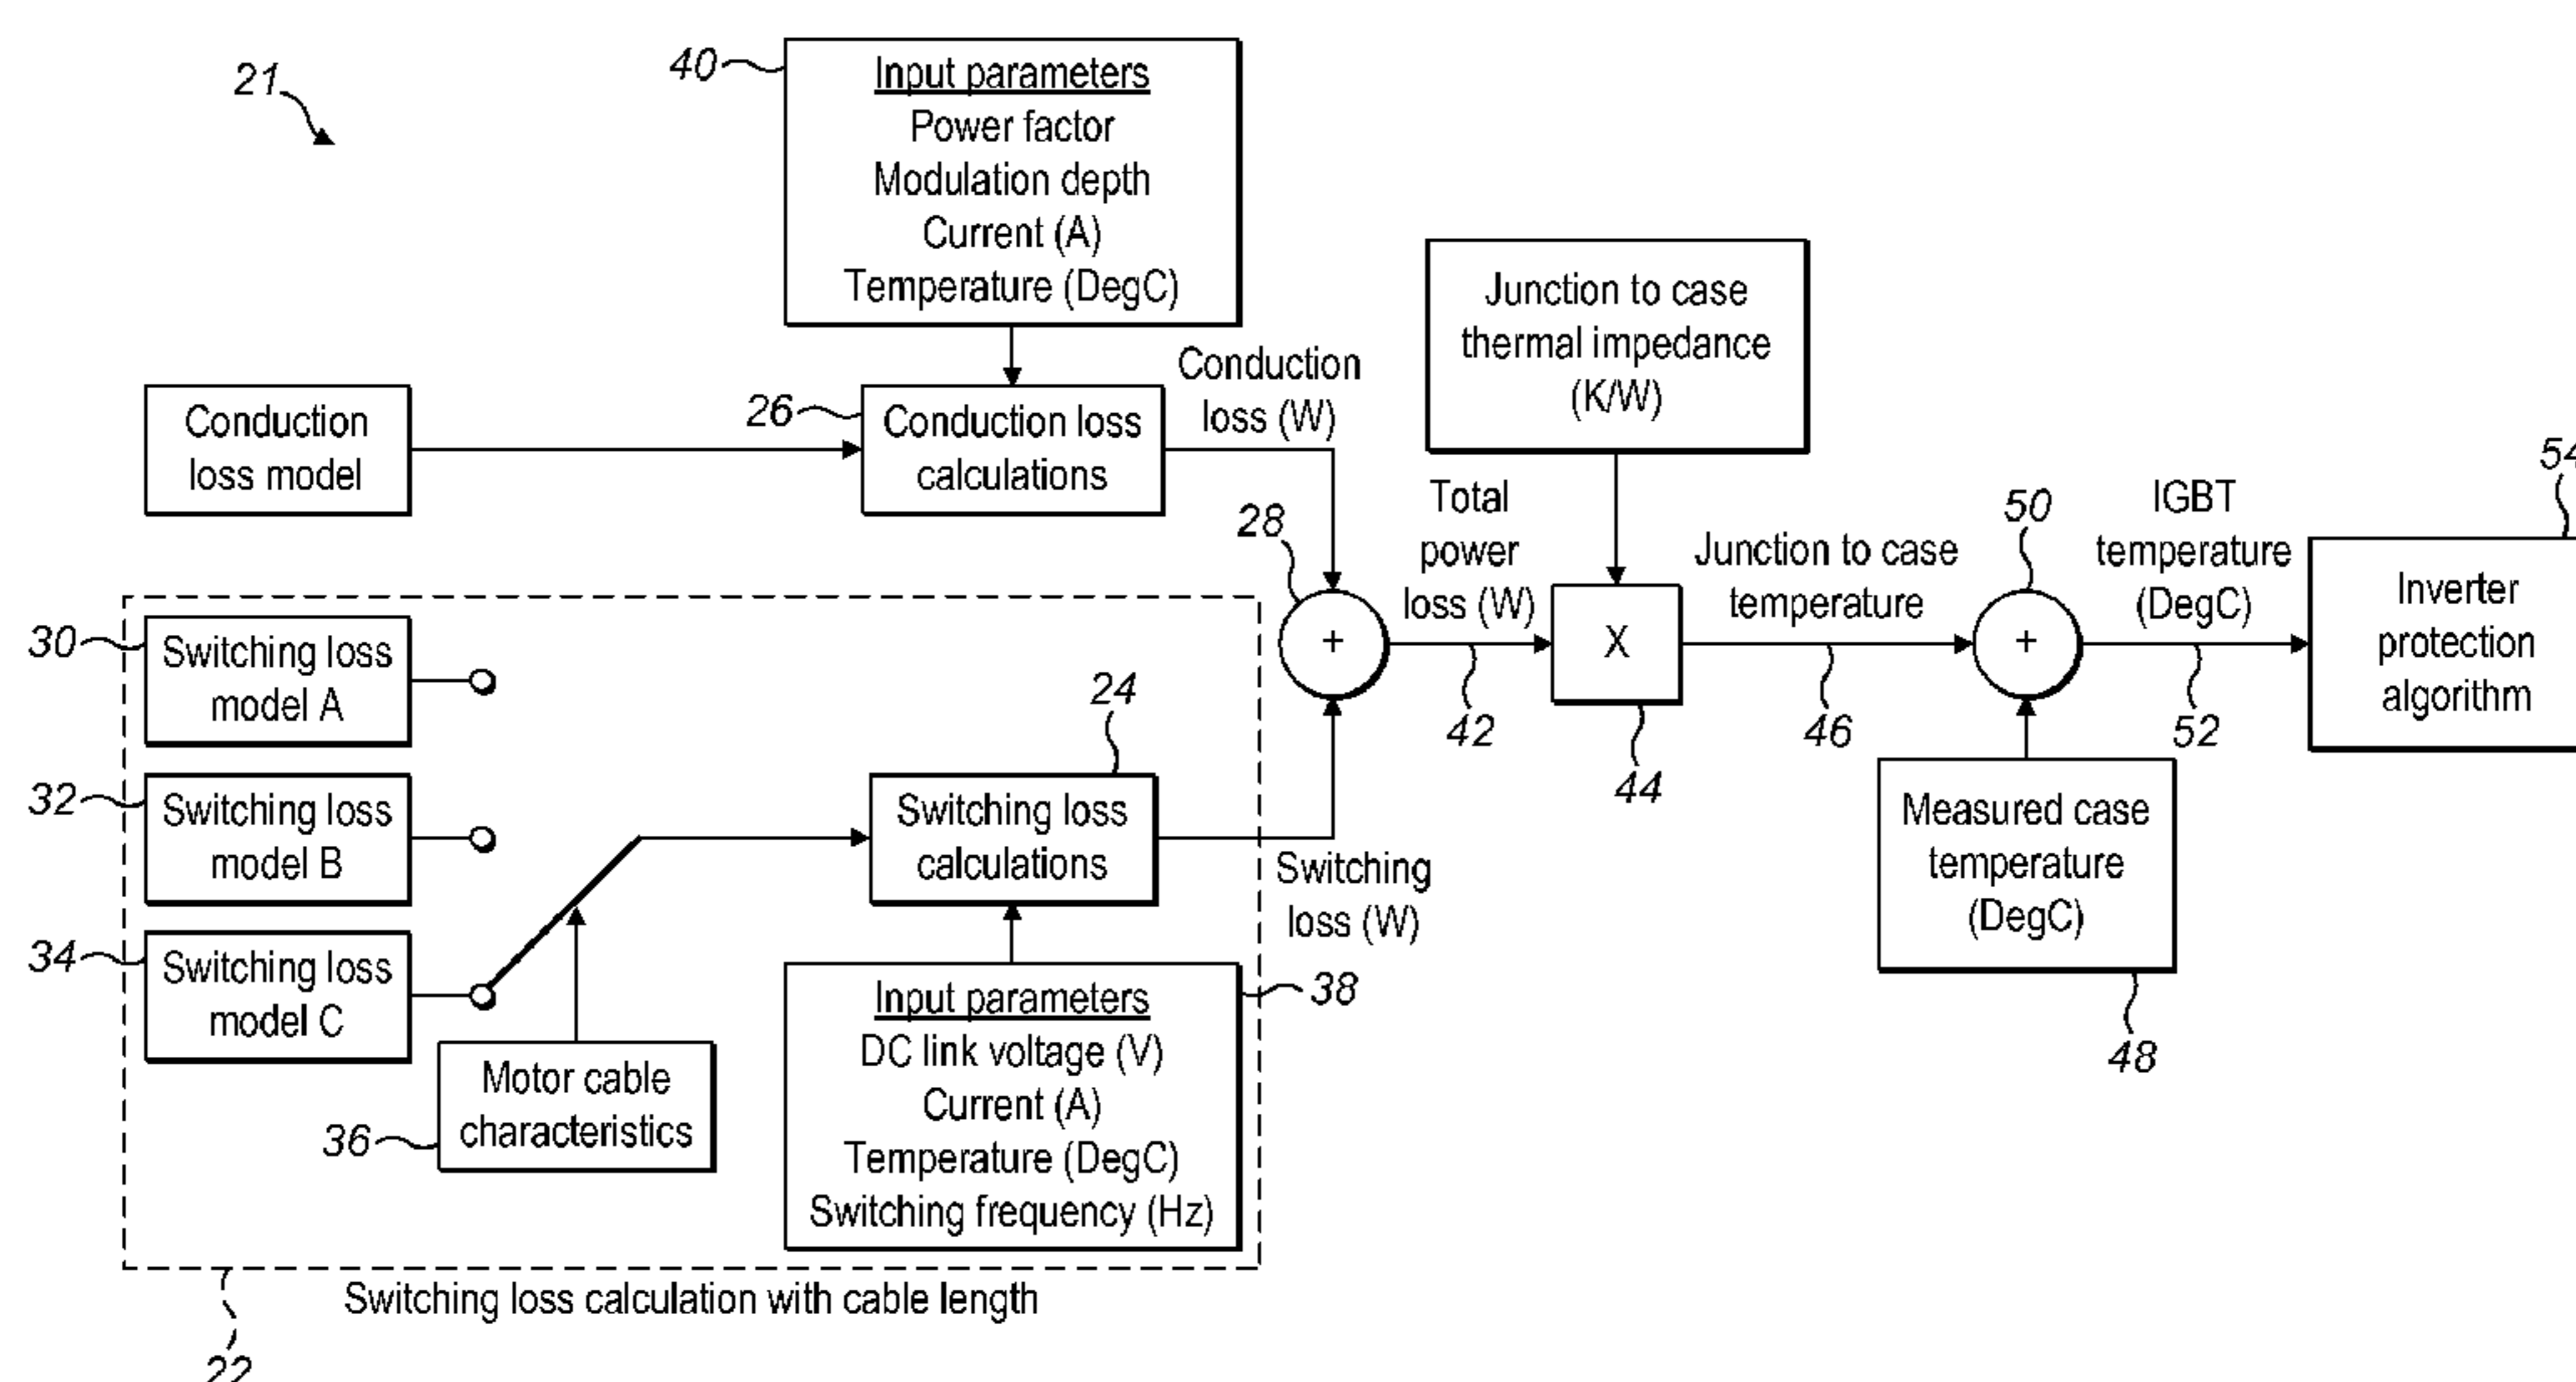 21
40
Input parameters
Power factor
Modulation depth
Current (A)
Temperature (DegC)
Junction to case
thermal impedance
(K/W)
Conduction
loss model
26
Conduction loss
calculations
Conduction
loss (W)
28
+
Total
power
loss (W)
42
X
44
Junction to case
temperature
46
50
+
IGBT
temperature
(DegC)
52
54
Inverter
protection
algorithm
Measured case
temperature
(DegC)
48
30
Switching loss
model A
32
Switching loss
model B
34
Switching loss
model C
36
Motor cable
characteristics
24
Switching loss
calculations
Switching
loss (W)
38
Input parameters
DC link voltage (V)
Current (A)
Temperature (DegC)
Switching frequency (Hz)
Switching loss calculation with cable length
22